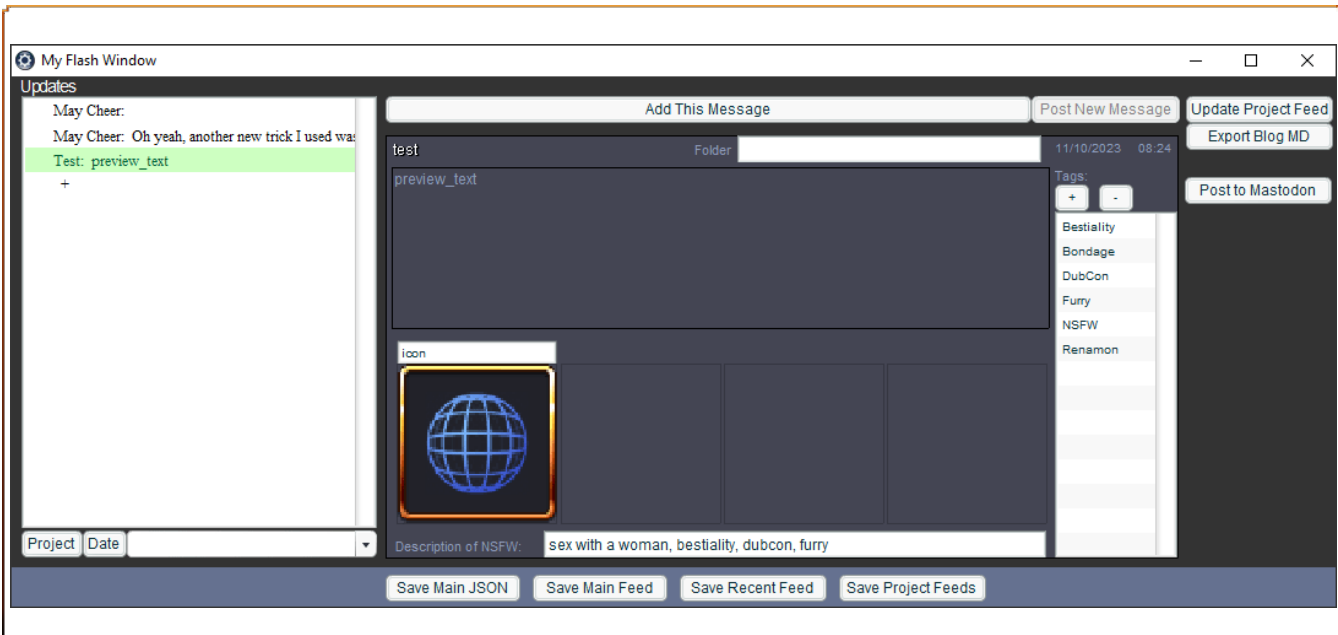 My Flash Window
Updates
May Cheer:
May Cheer: Oh yeah, another new trick I used was
Test: preview_text
+
Project
Date
Add This Message
Post New Message
test
Folder
11/10/2023 08:24
preview_text
Tags:
+
-
Bestiality
Bondage
DubCon
Furry
NSFW
Renamon
icon
Description of NSFW:
sex with a woman, bestiality, dubcon, furry
Update Project Feed
Export Blog MD
Post to Mastodon
Save Main JSON
Save Main Feed
Save Recent Feed
Save Project Feeds